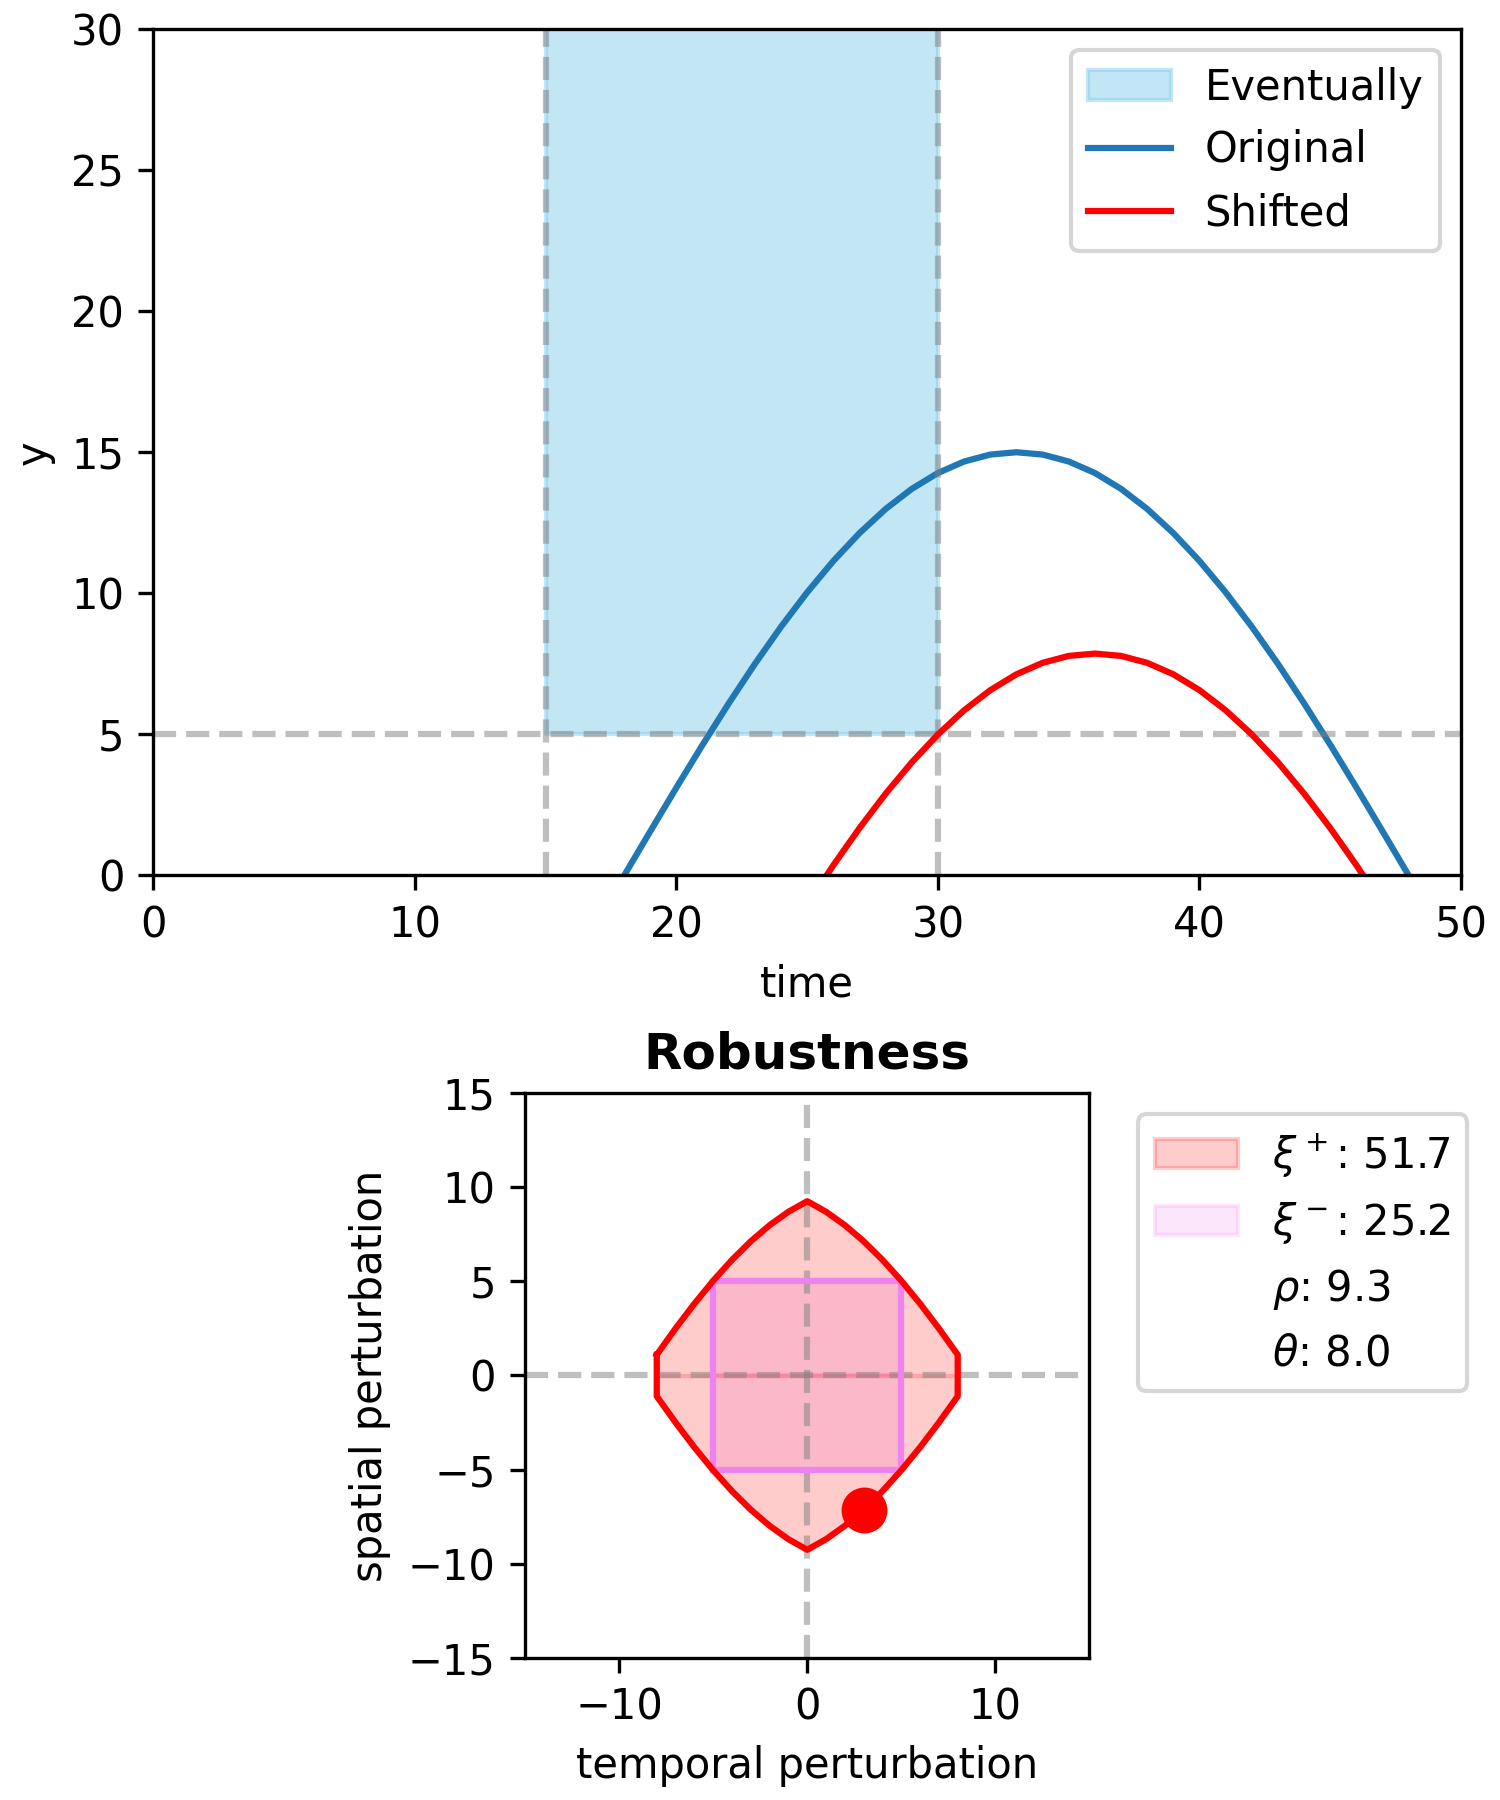 30
25
20
15
10
5
0
y
Eventually
Original
Shifted
0
10
20
30
40
50
time
Robustness
15
10
5
0
−5
−10
−15
spatial perturbation
ξ⁺: 51.7
ξ⁻: 25.2
ρ: 9.3
θ: 8.0
−10
0
10
temporal perturbation